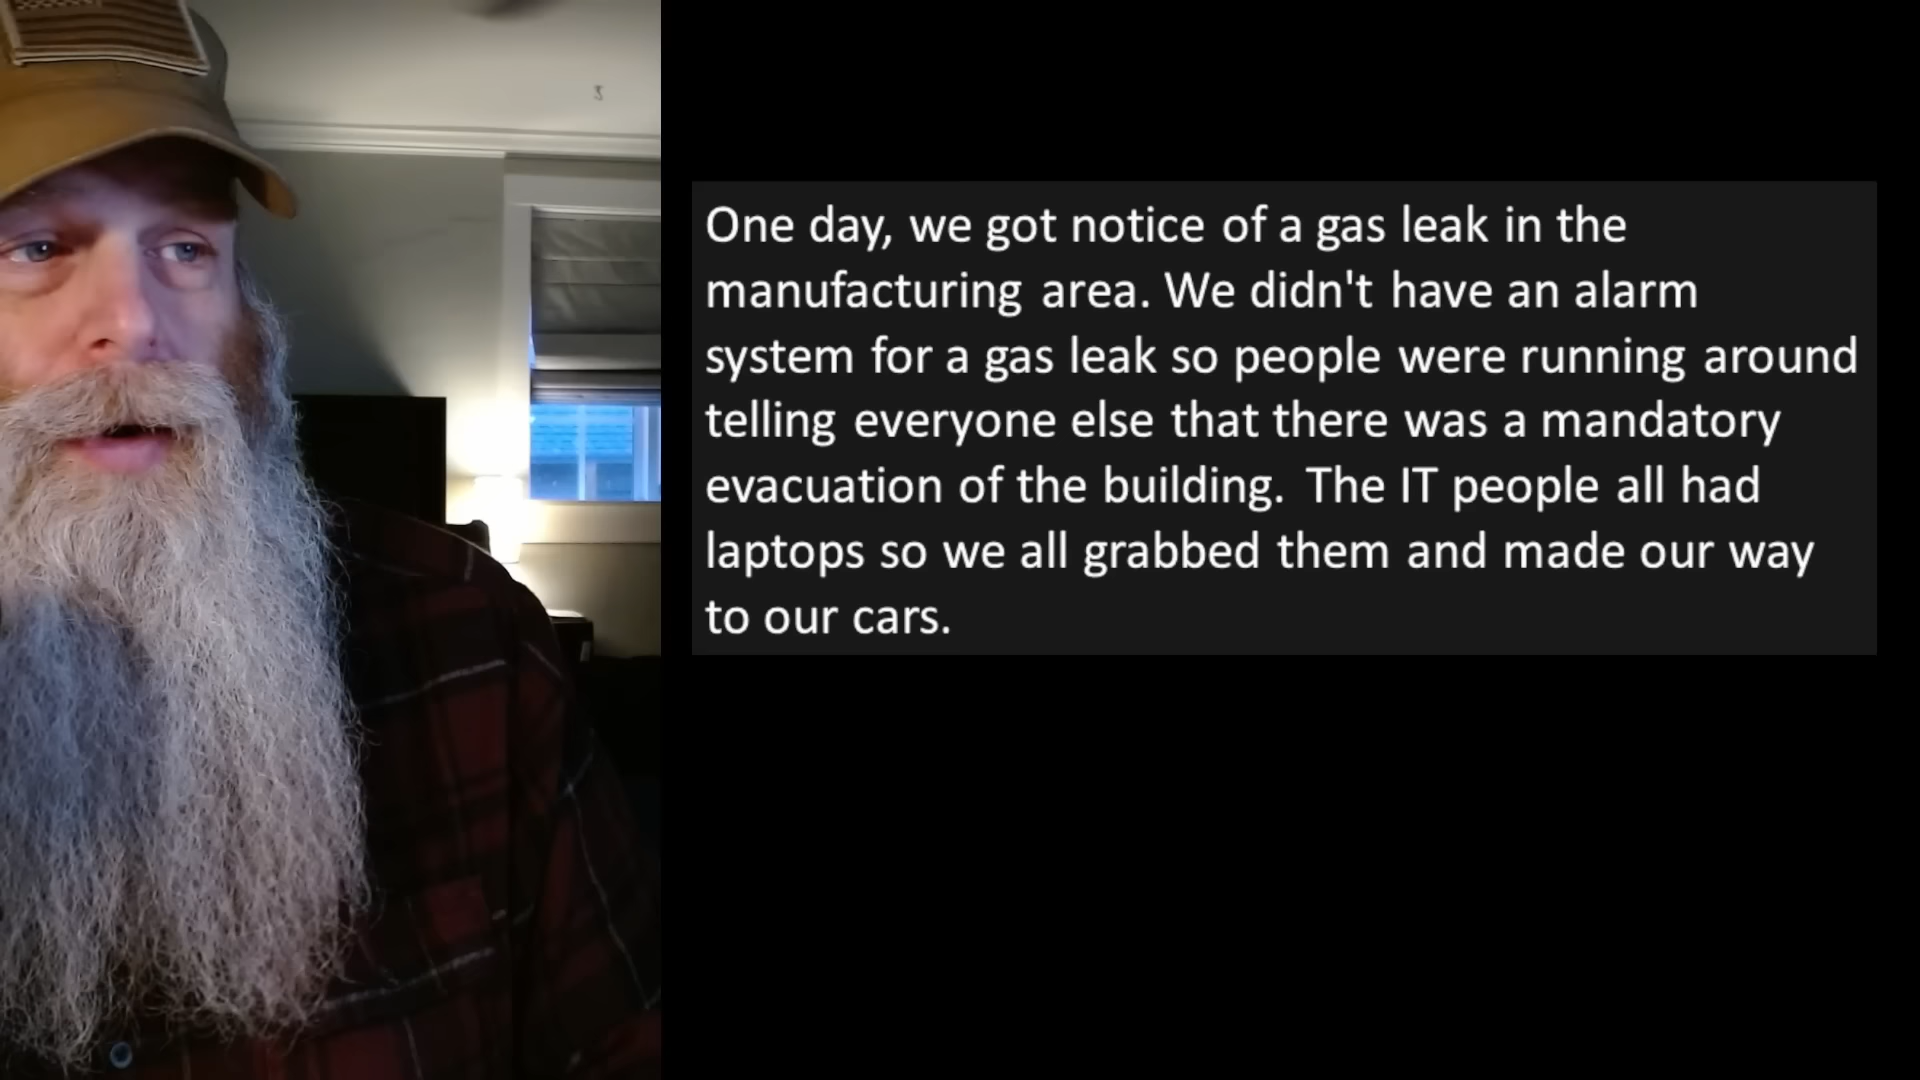 One day, we got notice of a gas leak in the
manufacturing area. We didn't have an alarm
system for a gas leak so people were running around
telling everyone else that there was a mandatory
evacuation of the building.  The IT people all had
laptops so we all grabbed them and made our way
to our cars.